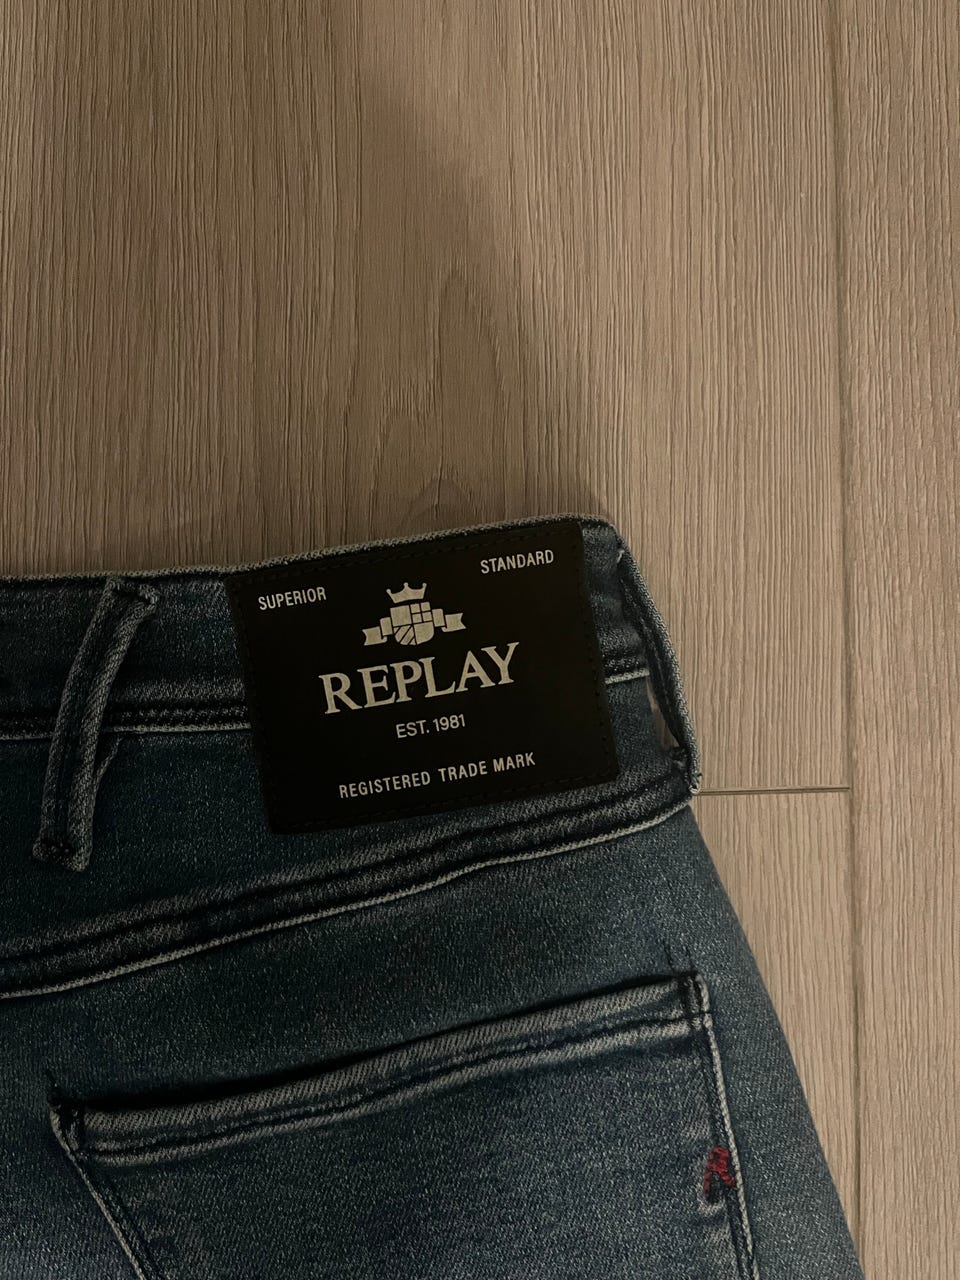 SUPERIOR STANDARD
REPLAY
EST. 1981
REGISTERED TRADE MARK
R